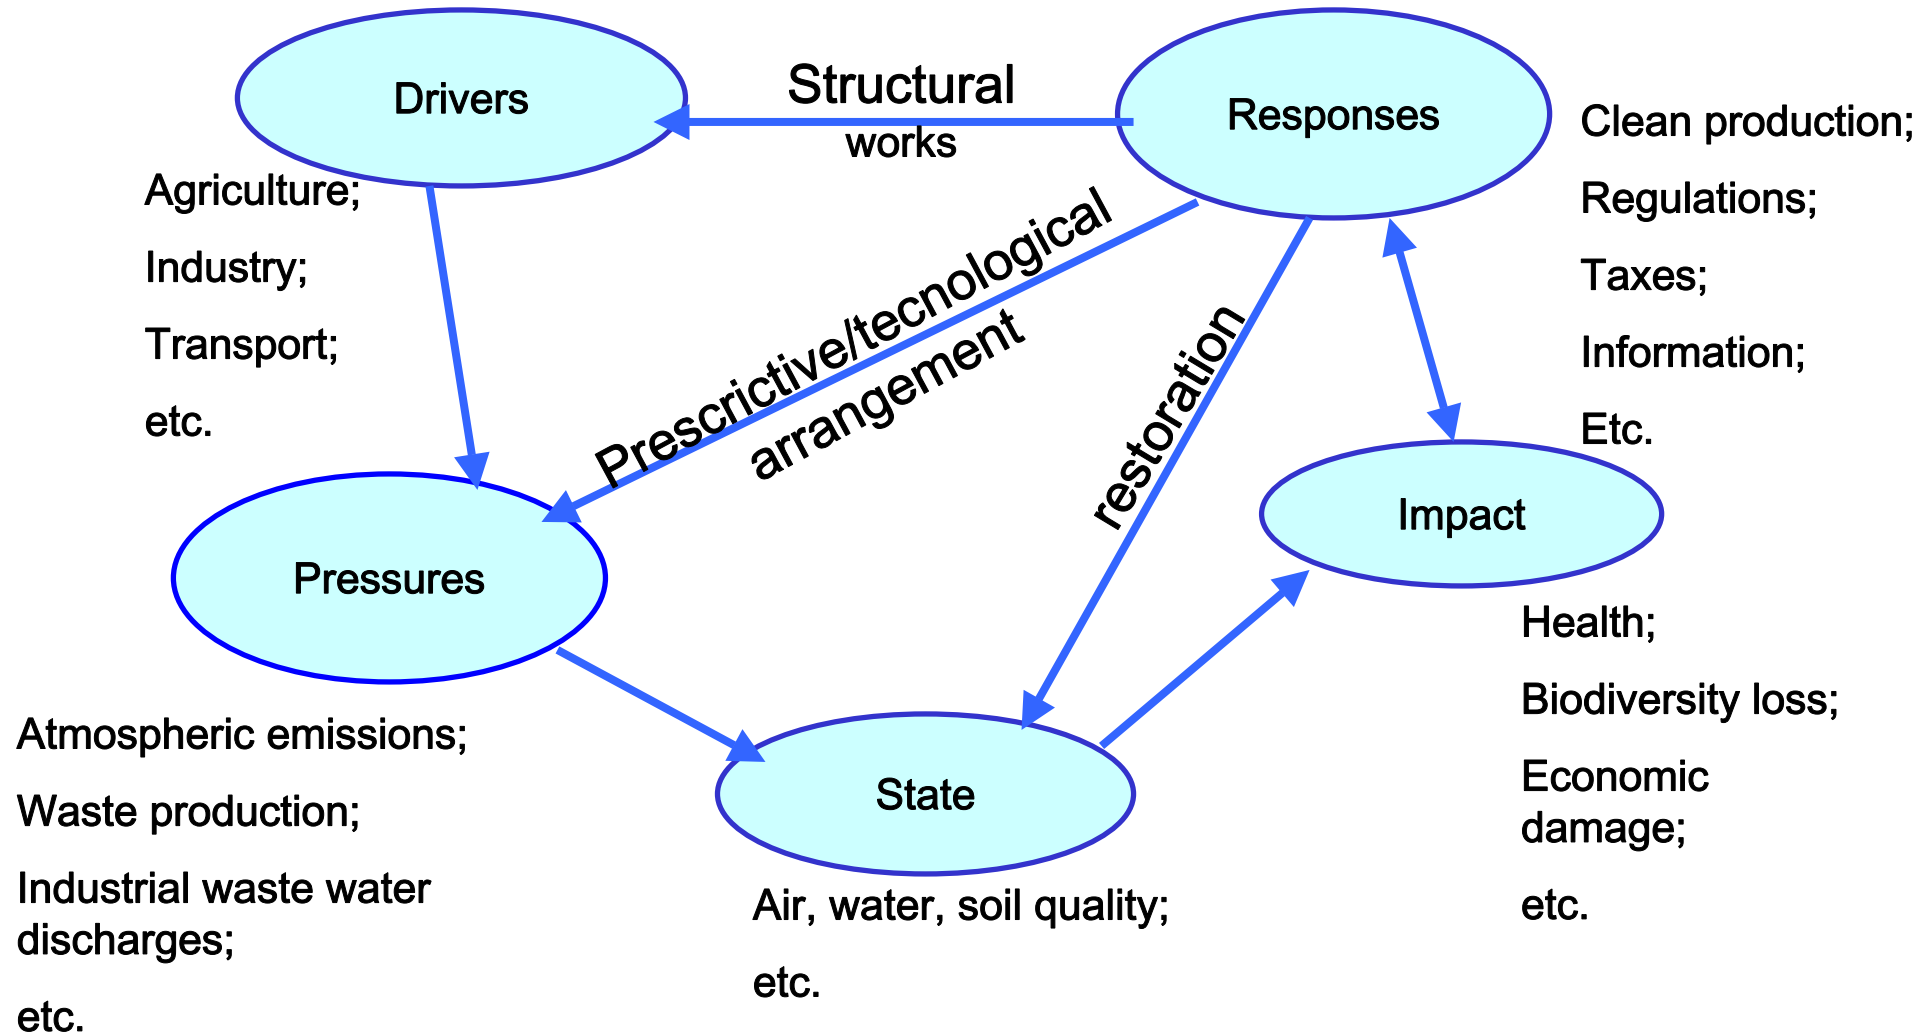 Drivers
Structural
works
Responses
Agriculture;
Industry;
Transport;
etc.
Clean production;
Regulations;
Taxes;
Information;
Etc.
Prescrictive/tecnological
arrangement
restoration
Pressures
Impact
Atmospheric emissions;
Waste production;
Industrial waste water
discharges;
etc.
State
Air, water, soil quality;
etc.
Health;
Biodiversity loss;
Economic
damage;
etc.